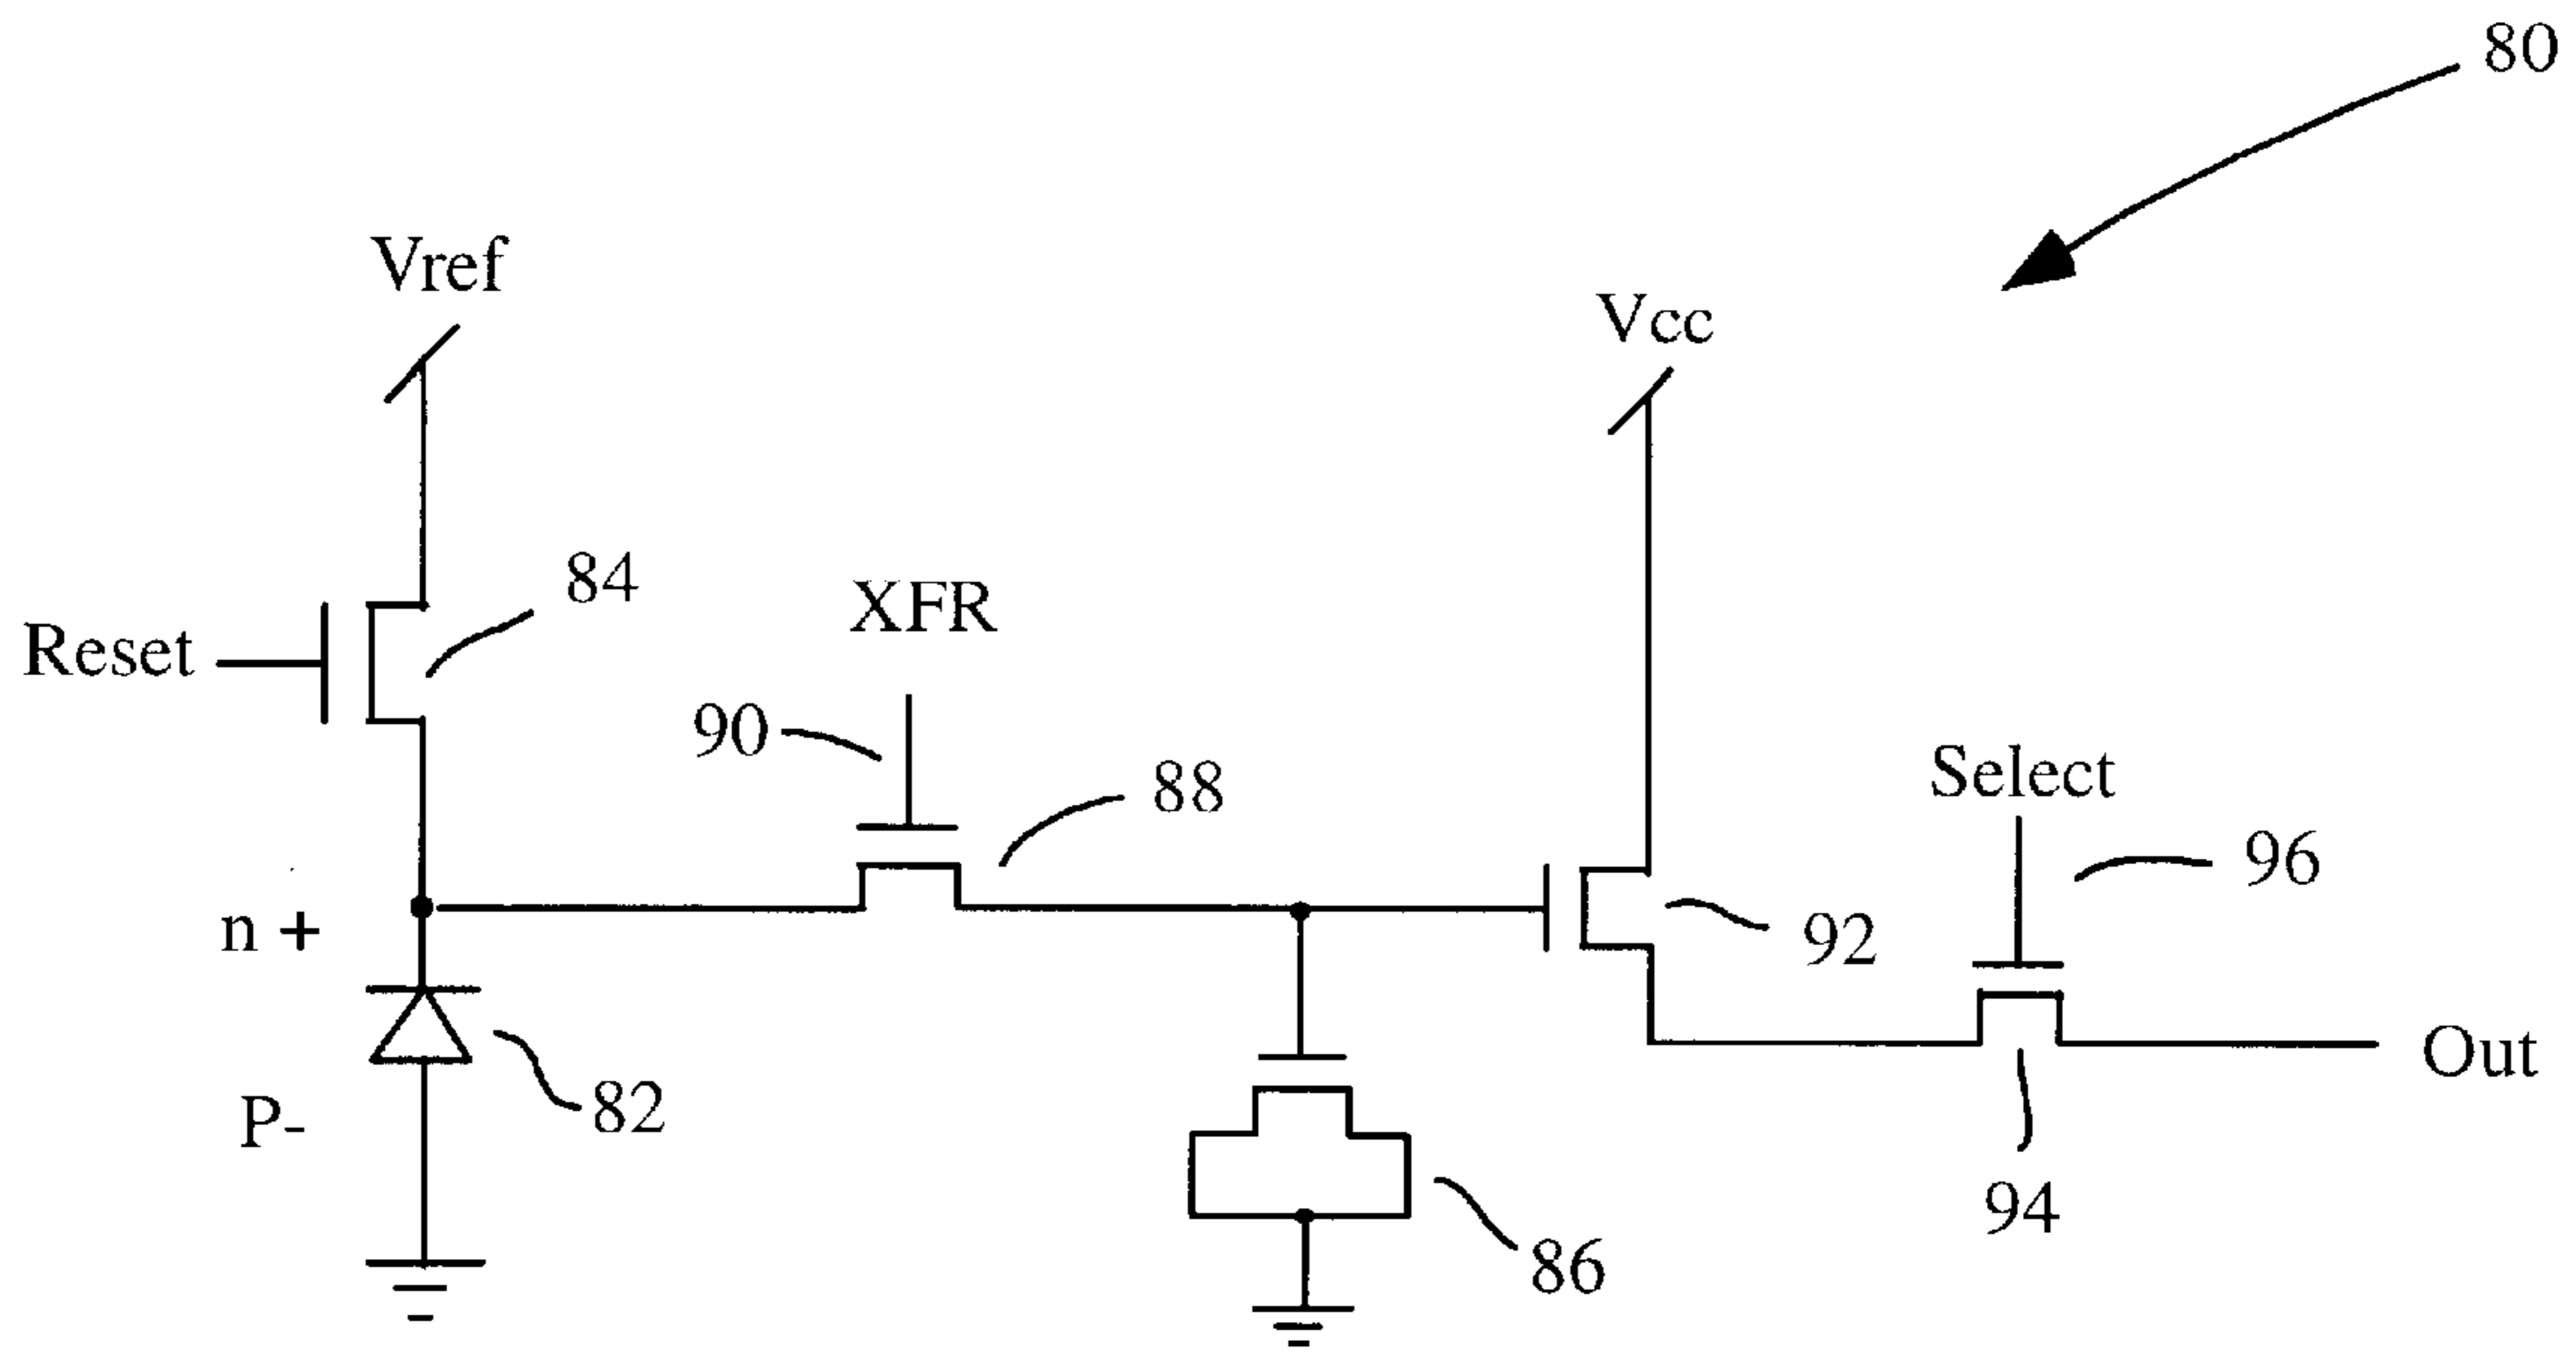 80
Vref
Vcc
84
XFR
Reset
90
88
Select
96
n +
92
82
Out
P-
94
86